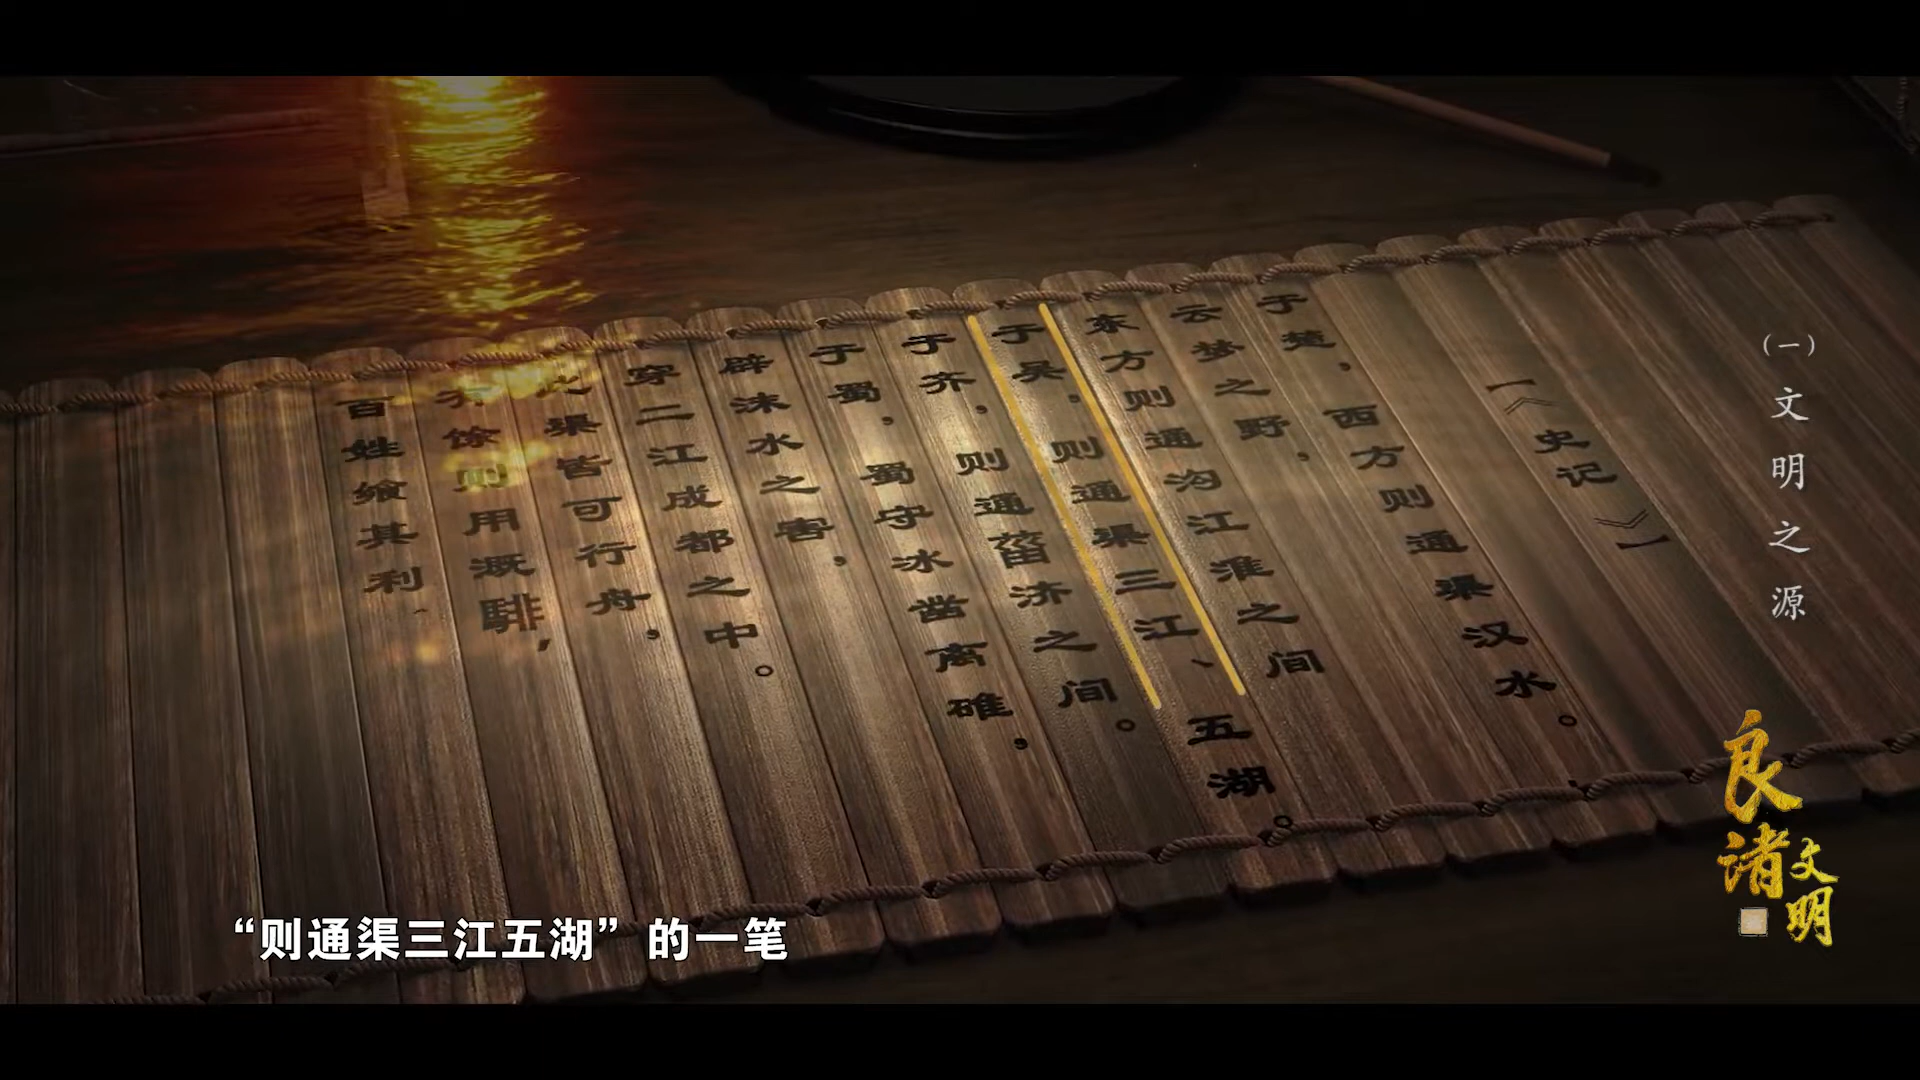 （一）文明之源
【《史记》】
于楚，西方则通渠汉水。
云梦之野，
东方则通沟江淮之间
于吴，则通渠三江、五湖。
于齐，则通菑济之间。
于蜀，蜀守冰凿离碓，
辟沫水之害，
穿二江成都之中。
此渠皆可行舟，
有馀则用溉騑，
百姓飨其利
良渚文明
“则通渠三江五湖”的一笔